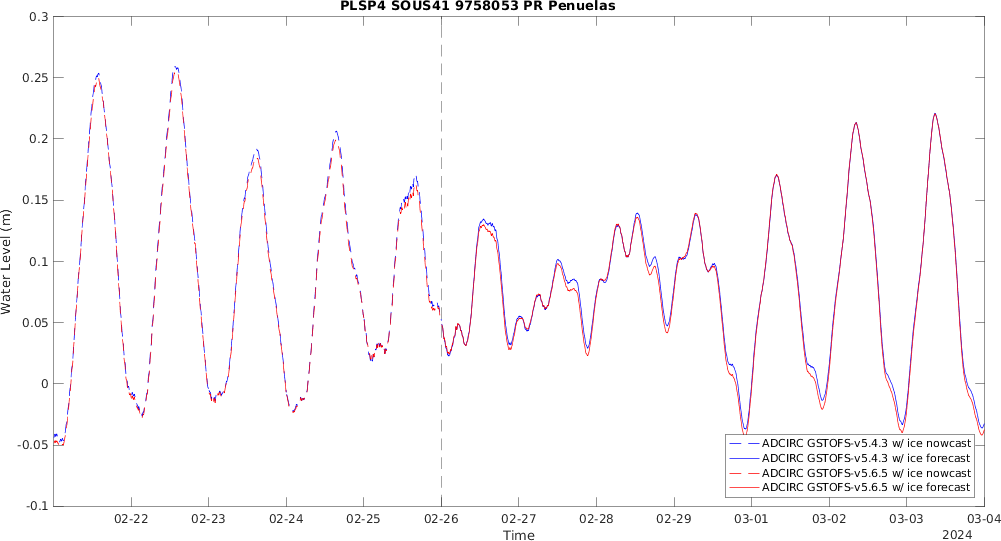 PLSP4 SOUS41 9758053 PR Penuelas
0.3
0.25
0.2
0.15
0.1
0.05
0
-0.05
-0.1
Water Level (m)
02-22 02-23 02-24 02-25 02-26 02-27 02-28 02-29 03-01 03-02 03-03 03-04
Time
2024
ADCIRC GSTOFS-v5.4.3 w/ ice nowcast
ADCIRC GSTOFS-v5.4.3 w/ ice forecast
ADCIRC GSTOFS-v5.6.5 w/ ice nowcast
ADCIRC GSTOFS-v5.6.5 w/ ice forecast